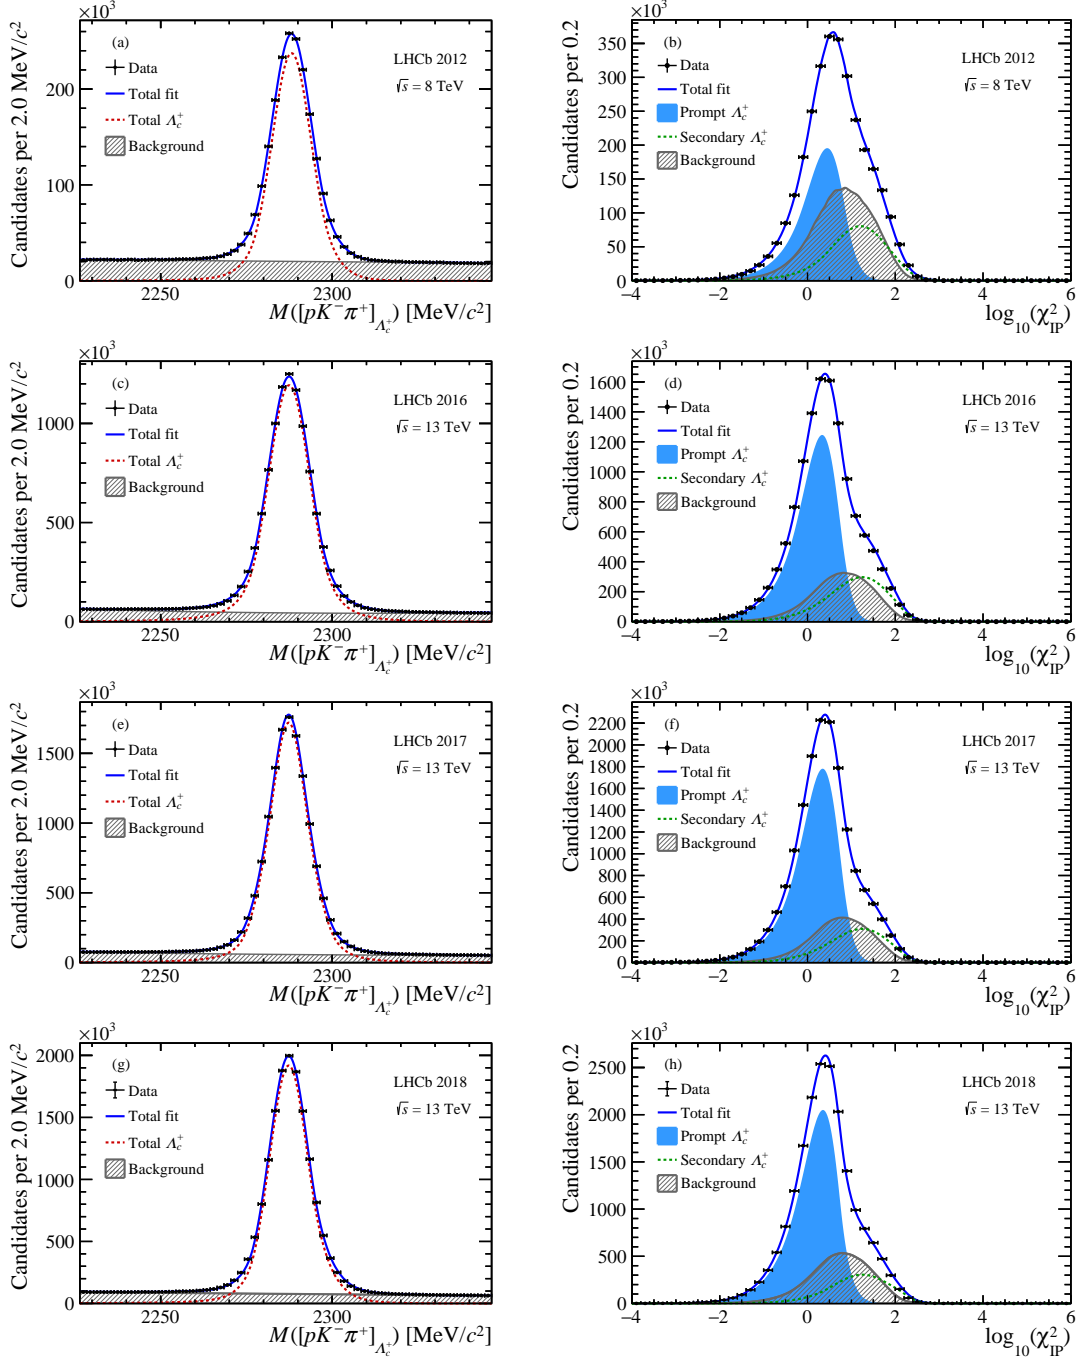 ×10³
(a)
LHCb 2012
√s = 8 TeV
Data
Total fit
Total Λc⁺
Background
Candidates per 2.0 MeV/c²
0
100
200
2250
2300
M([pK⁻π⁺]Λc⁺) [MeV/c²]
×10³
(b)
LHCb 2012
√s = 8 TeV
Data
Total fit
Prompt Λc⁺
Secondary Λc⁺
Background
Candidates per 0.2
0
50
100
150
200
250
300
350
−4
−2
0
2
4
6
log₁₀(χ²IP)
×10³
(c)
LHCb 2016
√s = 13 TeV
Data
Total fit
Total Λc⁺
Background
Candidates per 2.0 MeV/c²
0
500
1000
2250
2300
M([pK⁻π⁺]Λc⁺) [MeV/c²]
×10³
(d)
LHCb 2016
√s = 13 TeV
Data
Total fit
Prompt Λc⁺
Secondary Λc⁺
Background
Candidates per 0.2
0
200
400
600
800
1000
1200
1400
1600
−4
−2
0
2
4
6
log₁₀(χ²IP)
×10³
(e)
LHCb 2017
√s = 13 TeV
Data
Total fit
Total Λc⁺
Background
Candidates per 2.0 MeV/c²
0
500
1000
1500
2250
2300
M([pK⁻π⁺]Λc⁺) [MeV/c²]
×10³
(f)
LHCb 2017
√s = 13 TeV
Data
Total fit
Prompt Λc⁺
Secondary Λc⁺
Background
Candidates per 0.2
0
200
400
600
800
1000
1200
1400
1600
1800
2000
2200
−4
−2
0
2
4
6
log₁₀(χ²IP)
×10³
(g)
LHCb 2018
√s = 13 TeV
Data
Total fit
Total Λc⁺
Background
Candidates per 2.0 MeV/c²
0
500
1000
1500
2000
2250
2300
M([pK⁻π⁺]Λc⁺) [MeV/c²]
×10³
(h)
LHCb 2018
√s = 13 TeV
Data
Total fit
Prompt Λc⁺
Secondary Λc⁺
Background
Candidates per 0.2
0
500
1000
1500
2000
2500
−4
−2
0
2
4
6
log₁₀(χ²IP)